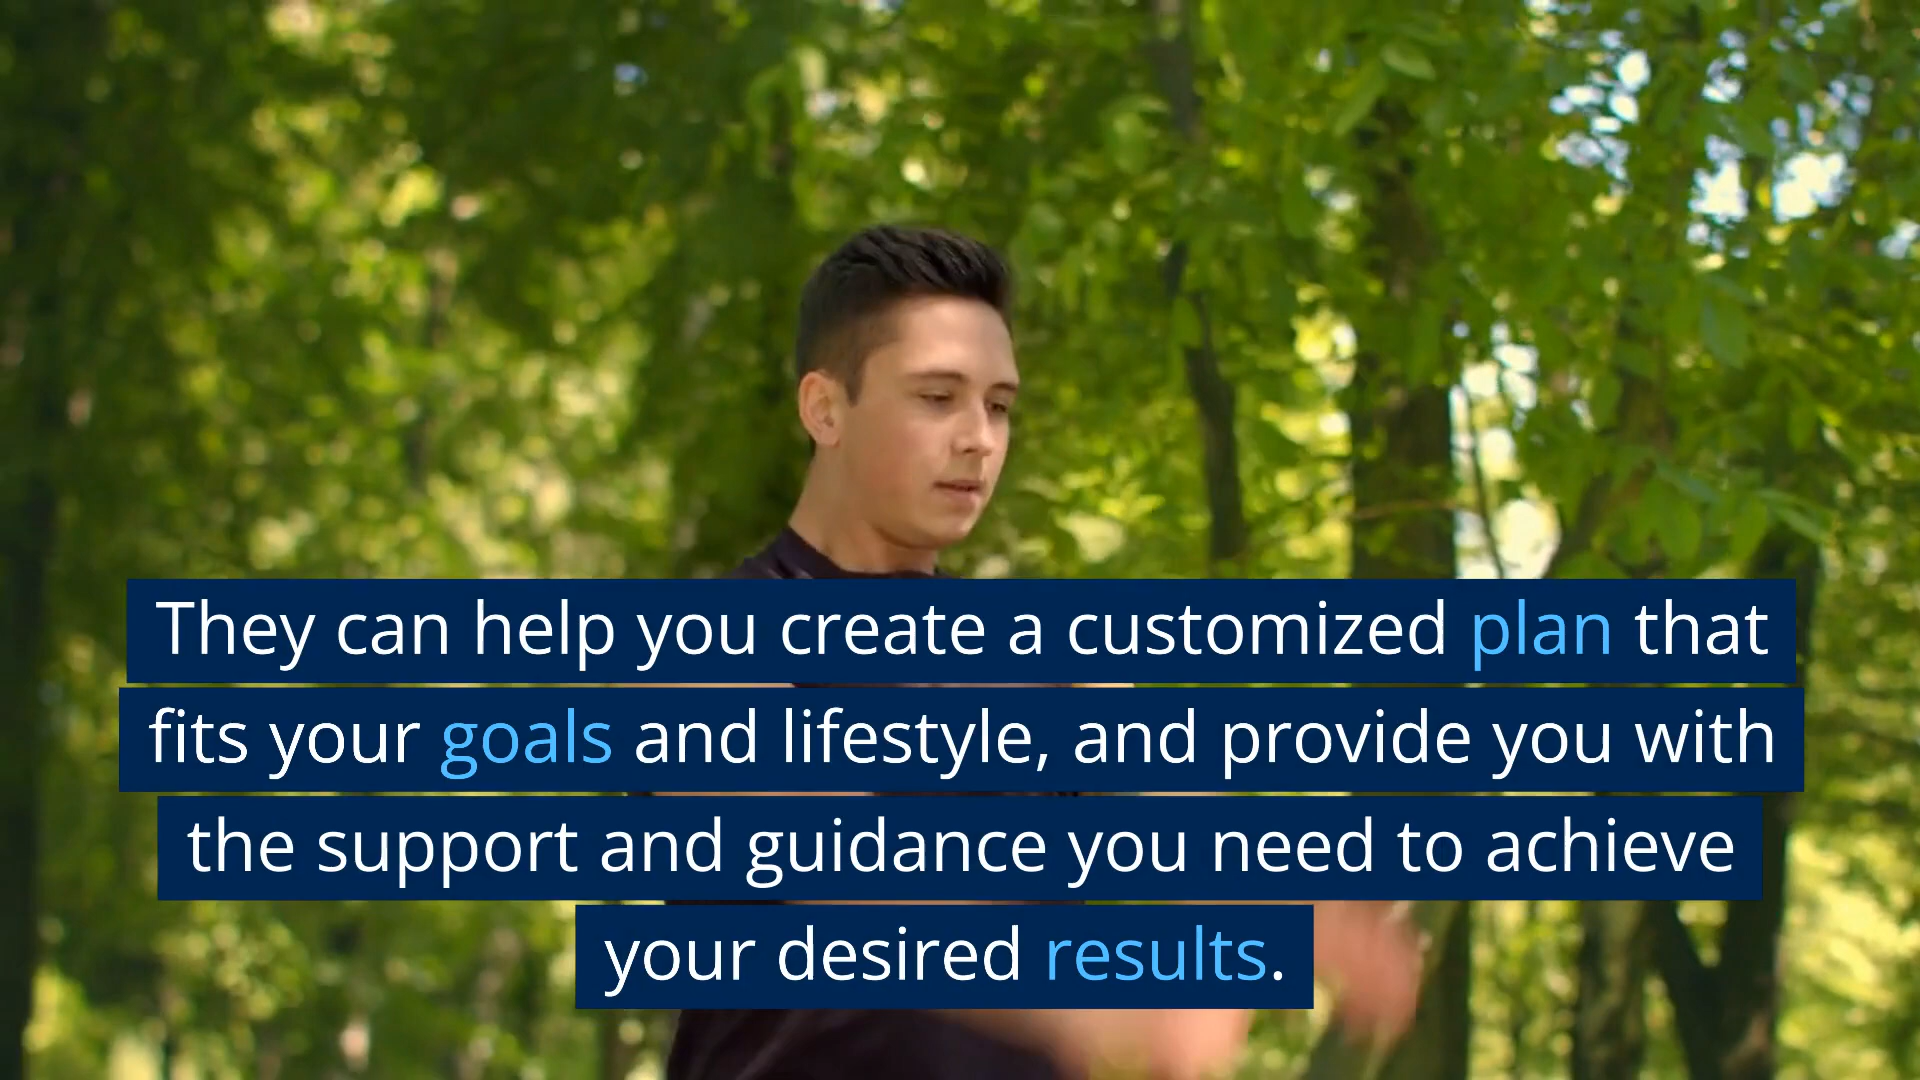 They can help you create a customized plan that
fits your goals and lifestyle, and provide you with
the support and guidance you need to achieve
your desired results.